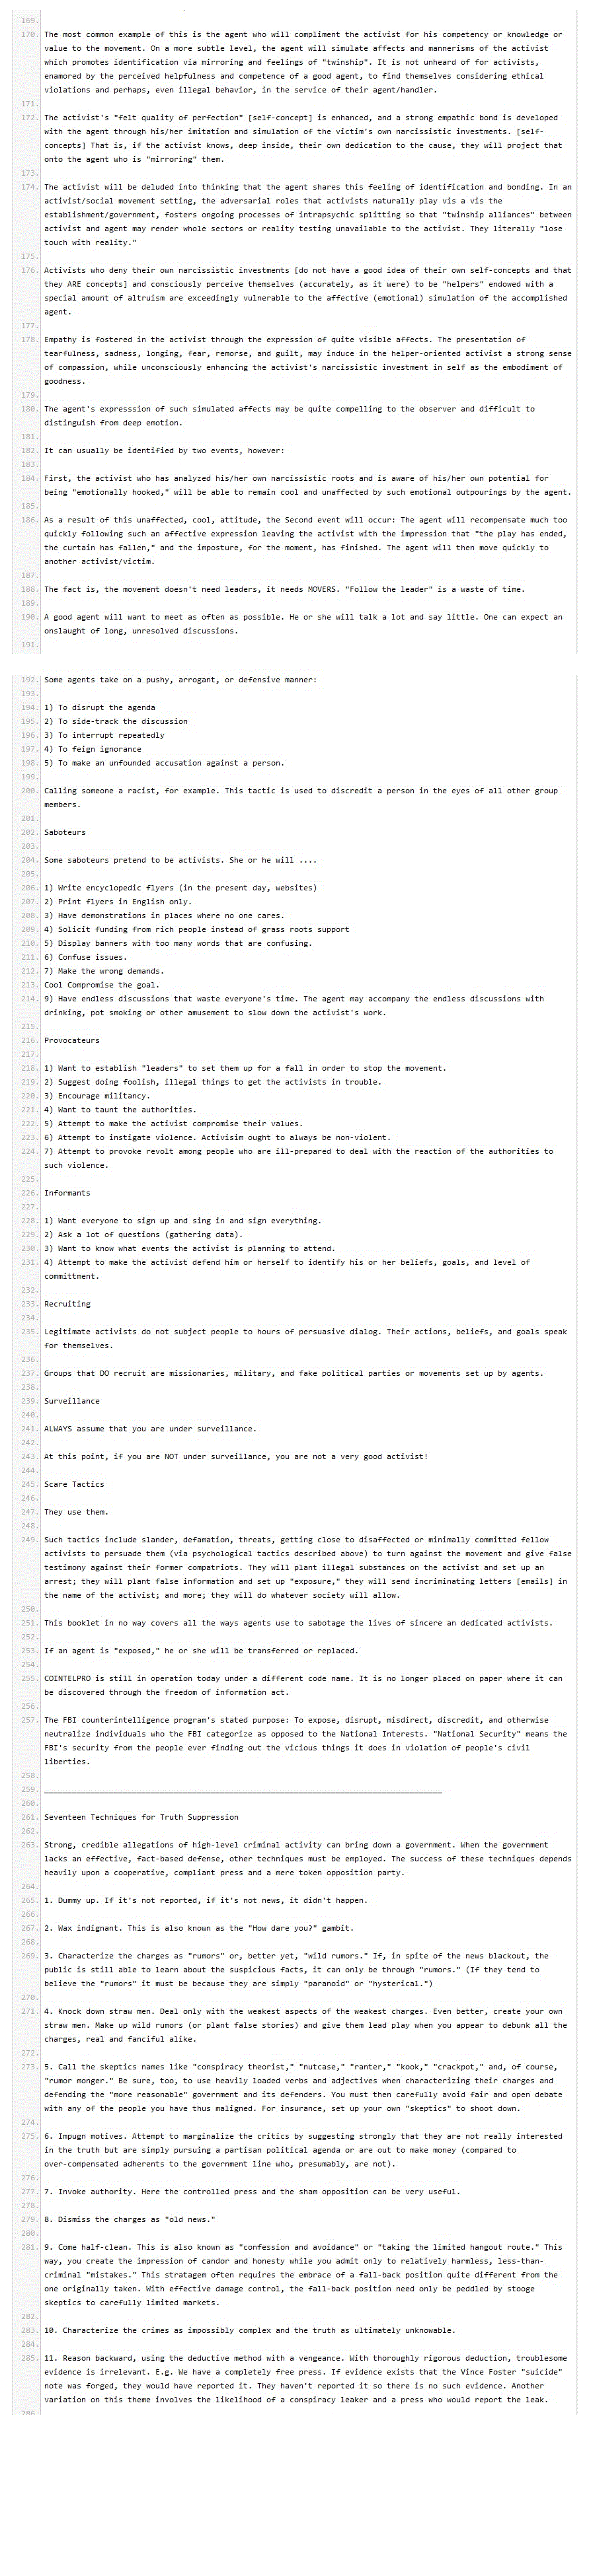 169.
170. The most common example of this is the agent who will compliment the activist for his competency or knowledge or
value to the movement. On a more subtle level, the agent will simulate affects and mannerisms of the activist
which promotes identification via mirroring and feelings of "twinship". It is not unheard of for activists,
enamored by the perceived helpfulness and competence of a good agent, to find themselves considering ethical
violations and perhaps, even illegal behavior, in the service of their agent/handler.
171.
172. The activist's "felt quality of perfection" [self-concept] is enhanced, and a strong empathic bond is developed
with the agent through his/her imitation and simulation of the victim's own narcissistic investments. [self-
concepts] That is, if the activist knows, deep inside, their own dedication to the cause, they will project that
onto the agent who is "mirroring" them.
173.
174. The activist will be deluded into thinking that the agent shares this feeling of identification and bonding. In an
activist/social movement setting, the adversarial roles that activists naturally play vis a vis the
establishment/government, fosters ongoing processes of intrapsychic splitting so that "twinship alliances" between
activist and agent may render whole sectors or reality testing unavailable to the activist. They literally "lose
touch with reality."
175.
176. Activists who deny their own narcissistic investments [do not have a good idea of their own self-concepts and that
they ARE concepts] and consciously perceive themselves (accurately, as it were) to be "helpers" endowed with a
special amount of altruism are exceedingly vulnerable to the affective (emotional) simulation of the accomplished
agent.
177.
178. Empathy is fostered in the activist through the expression of quite visible affects. The presentation of
tearfulness, sadness, longing, fear, remorse, and guilt, may induce in the helper-oriented activist a strong sense
of compassion, while unconsciously enhancing the activist's narcissistic investment in self as the embodiment of
goodness.
179.
180. The agent's expresssion of such simulated affects may be quite compelling to the observer and difficult to
distinguish from deep emotion.
181.
182. It can usually be identified by two events, however:
183.
184. First, the activist who has analyzed his/her own narcissistic roots and is aware of his/her own potential for
being "emotionally hooked," will be able to remain cool and unaffected by such emotional outpourings by the agent.
185.
186. As a result of this unaffected, cool, attitude, the Second event will occur: The agent will recompensate much too
quickly following such an affective expression leaving the activist with the impression that "the play has ended,
the curtain has fallen," and the imposture, for the moment, has finished. The agent will then move quickly to
another activist/victim.
187.
188. The fact is, the movement doesn't need leaders, it needs MOVERS. "Follow the leader" is a waste of time.
189.
190. A good agent will want to meet as often as possible. He or she will talk a lot and say little. One can expect an
onslaught of long, unresolved discussions.
191.
192. Some agents take on a pushy, arrogant, or defensive manner:
193.
194. 1) To disrupt the agenda
195. 2) To side-track the discussion
196. 3) To interrupt repeatedly
197. 4) To feign ignorance
198. 5) To make an unfounded accusation against a person.
199.
200. Calling someone a racist, for example. This tactic is used to discredit a person in the eyes of all other group
members.
201.
202. Saboteurs
203.
204. Some saboteurs pretend to be activists. She or he will ....
205.
206. 1) Write encyclopedic flyers (in the present day, websites)
207. 2) Print flyers in English only.
208. 3) Have demonstrations in places where no one cares.
209. 4) Solicit funding from rich people instead of grass roots support
210. 5) Display banners with too many words that are confusing.
211. 6) Confuse issues.
212. 7) Make the wrong demands.
213. Cool Compromise the goal.
214. 9) Have endless discussions that waste everyone's time. The agent may accompany the endless discussions with
drinking, pot smoking or other amusement to slow down the activist's work.
215.
216. Provocateurs
217.
218. 1) Want to establish "leaders" to set them up for a fall in order to stop the movement.
219. 2) Suggest doing foolish, illegal things to get the activists in trouble.
220. 3) Encourage militancy.
221. 4) Want to taunt the authorities.
222. 5) Attempt to make the activist compromise their values.
223. 6) Attempt to instigate violence. Activisim ought to always be non-violent.
224. 7) Attempt to provoke revolt among people who are ill-prepared to deal with the reaction of the authorities to
such violence.
225.
226. Informants
227.
228. 1) Want everyone to sign up and sing in and sign everything.
229. 2) Ask a lot of questions (gathering data).
230. 3) Want to know what events the activist is planning to attend.
231. 4) Attempt to make the activist defend him or herself to identify his or her beliefs, goals, and level of
committment.
232.
233. Recruiting
234.
235. Legitimate activists do not subject people to hours of persuasive dialog. Their actions, beliefs, and goals speak
for themselves.
236.
237. Groups that DO recruit are missionaries, military, and fake political parties or movements set up by agents.
238.
239. Surveillance
240.
241. ALWAYS assume that you are under surveillance.
242.
243. At this point, if you are NOT under surveillance, you are not a very good activist!
244.
245. Scare Tactics
246.
247. They use them.
248.
249. Such tactics include slander, defamation, threats, getting close to disaffected or minimally committed fellow
activists to persuade them (via psychological tactics described above) to turn against the movement and give false
testimony against their former compatriots. They will plant illegal substances on the activist and set up an
arrest; they will plant false information and set up "exposure," they will send incriminating letters [emails] in
the name of the activist; and more; they will do whatever society will allow.
250.
251. This booklet in no way covers all the ways agents use to sabotage the lives of sincere an dedicated activists.
252.
253. If an agent is "exposed," he or she will be transferred or replaced.
254.
255. COINTELPRO is still in operation today under a different code name. It is no longer placed on paper where it can
be discovered through the freedom of information act.
256.
257. The FBI counterintelligence program's stated purpose: To expose, disrupt, misdirect, discredit, and otherwise
neutralize individuals who the FBI categorize as opposed to the National Interests. "National Security" means the
FBI's security from the people ever finding out the vicious things it does in violation of people's civil
liberties.
258.
259. ________________________________________________________________________________
260.
261. Seventeen Techniques for Truth Suppression
262.
263. Strong, credible allegations of high-level criminal activity can bring down a government. When the government
lacks an effective, fact-based defense, other techniques must be employed. The success of these techniques depends
heavily upon a cooperative, compliant press and a mere token opposition party.
264.
265. 1. Dummy up. If it's not reported, if it's not news, it didn't happen.
266.
267. 2. Wax indignant. This is also known as the "How dare you?" gambit.
268.
269. 3. Characterize the charges as "rumors" or, better yet, "wild rumors." If, in spite of the news blackout, the
public is still able to learn about the suspicious facts, it can only be through "rumors." (If they tend to
believe the "rumors" it must be because they are simply "paranoid" or "hysterical.")
270.
271. 4. Knock down straw men. Deal only with the weakest aspects of the weakest charges. Even better, create your own
straw men. Make up wild rumors (or plant false stories) and give them lead play when you appear to debunk all the
charges, real and fanciful alike.
272.
273. 5. Call the skeptics names like "conspiracy theorist," "nutcase," "ranter," "kook," "crackpot," and, of course,
"rumor monger." Be sure, too, to use heavily loaded verbs and adjectives when characterizing their charges and
defending the "more reasonable" government and its defenders. You must then carefully avoid fair and open debate
with any of the people you have thus maligned. For insurance, set up your own "skeptics" to shoot down.
274.
275. 6. Impugn motives. Attempt to marginalize the critics by suggesting strongly that they are not really interested
in the truth but are simply pursuing a partisan political agenda or are out to make money (compared to
over-compensated adherents to the government line who, presumably, are not).
276.
277. 7. Invoke authority. Here the controlled press and the sham opposition can be very useful.
278.
279. 8. Dismiss the charges as "old news."
280.
281. 9. Come half-clean. This is also known as "confession and avoidance" or "taking the limited hangout route." This
way, you create the impression of candor and honesty while you admit only to relatively harmless, less-than-
criminal "mistakes." This stratagem often requires the embrace of a fall-back position quite different from the
one originally taken. With effective damage control, the fall-back position need only be peddled by stooge
skeptics to carefully limited markets.
282.
283. 10. Characterize the crimes as impossibly complex and the truth as ultimately unknowable.
284.
285. 11. Reason backward, using the deductive method with a vengeance. With thoroughly rigorous deduction, troublesome
evidence is irrelevant. E.g. We have a completely free press. If evidence exists that the Vince Foster "suicide"
note was forged, they would have reported it. They haven't reported it so there is no such evidence. Another
variation on this theme involves the likelihood of a conspiracy leaker and a press who would report the leak.
286